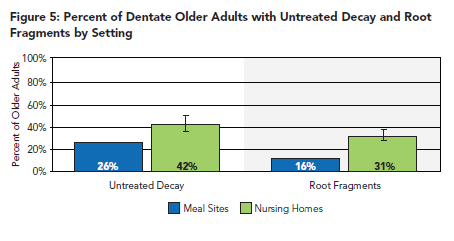 Figure 5: Percent of Dentate Older Adults with Untreated Decay and Root
Fragments by Setting
Percent of Older Adults
100%
80%
60%
40%
20%
0%
26%
42%
16%
31%
Untreated Decay
Root Fragments
Meal Sites
Nursing Homes